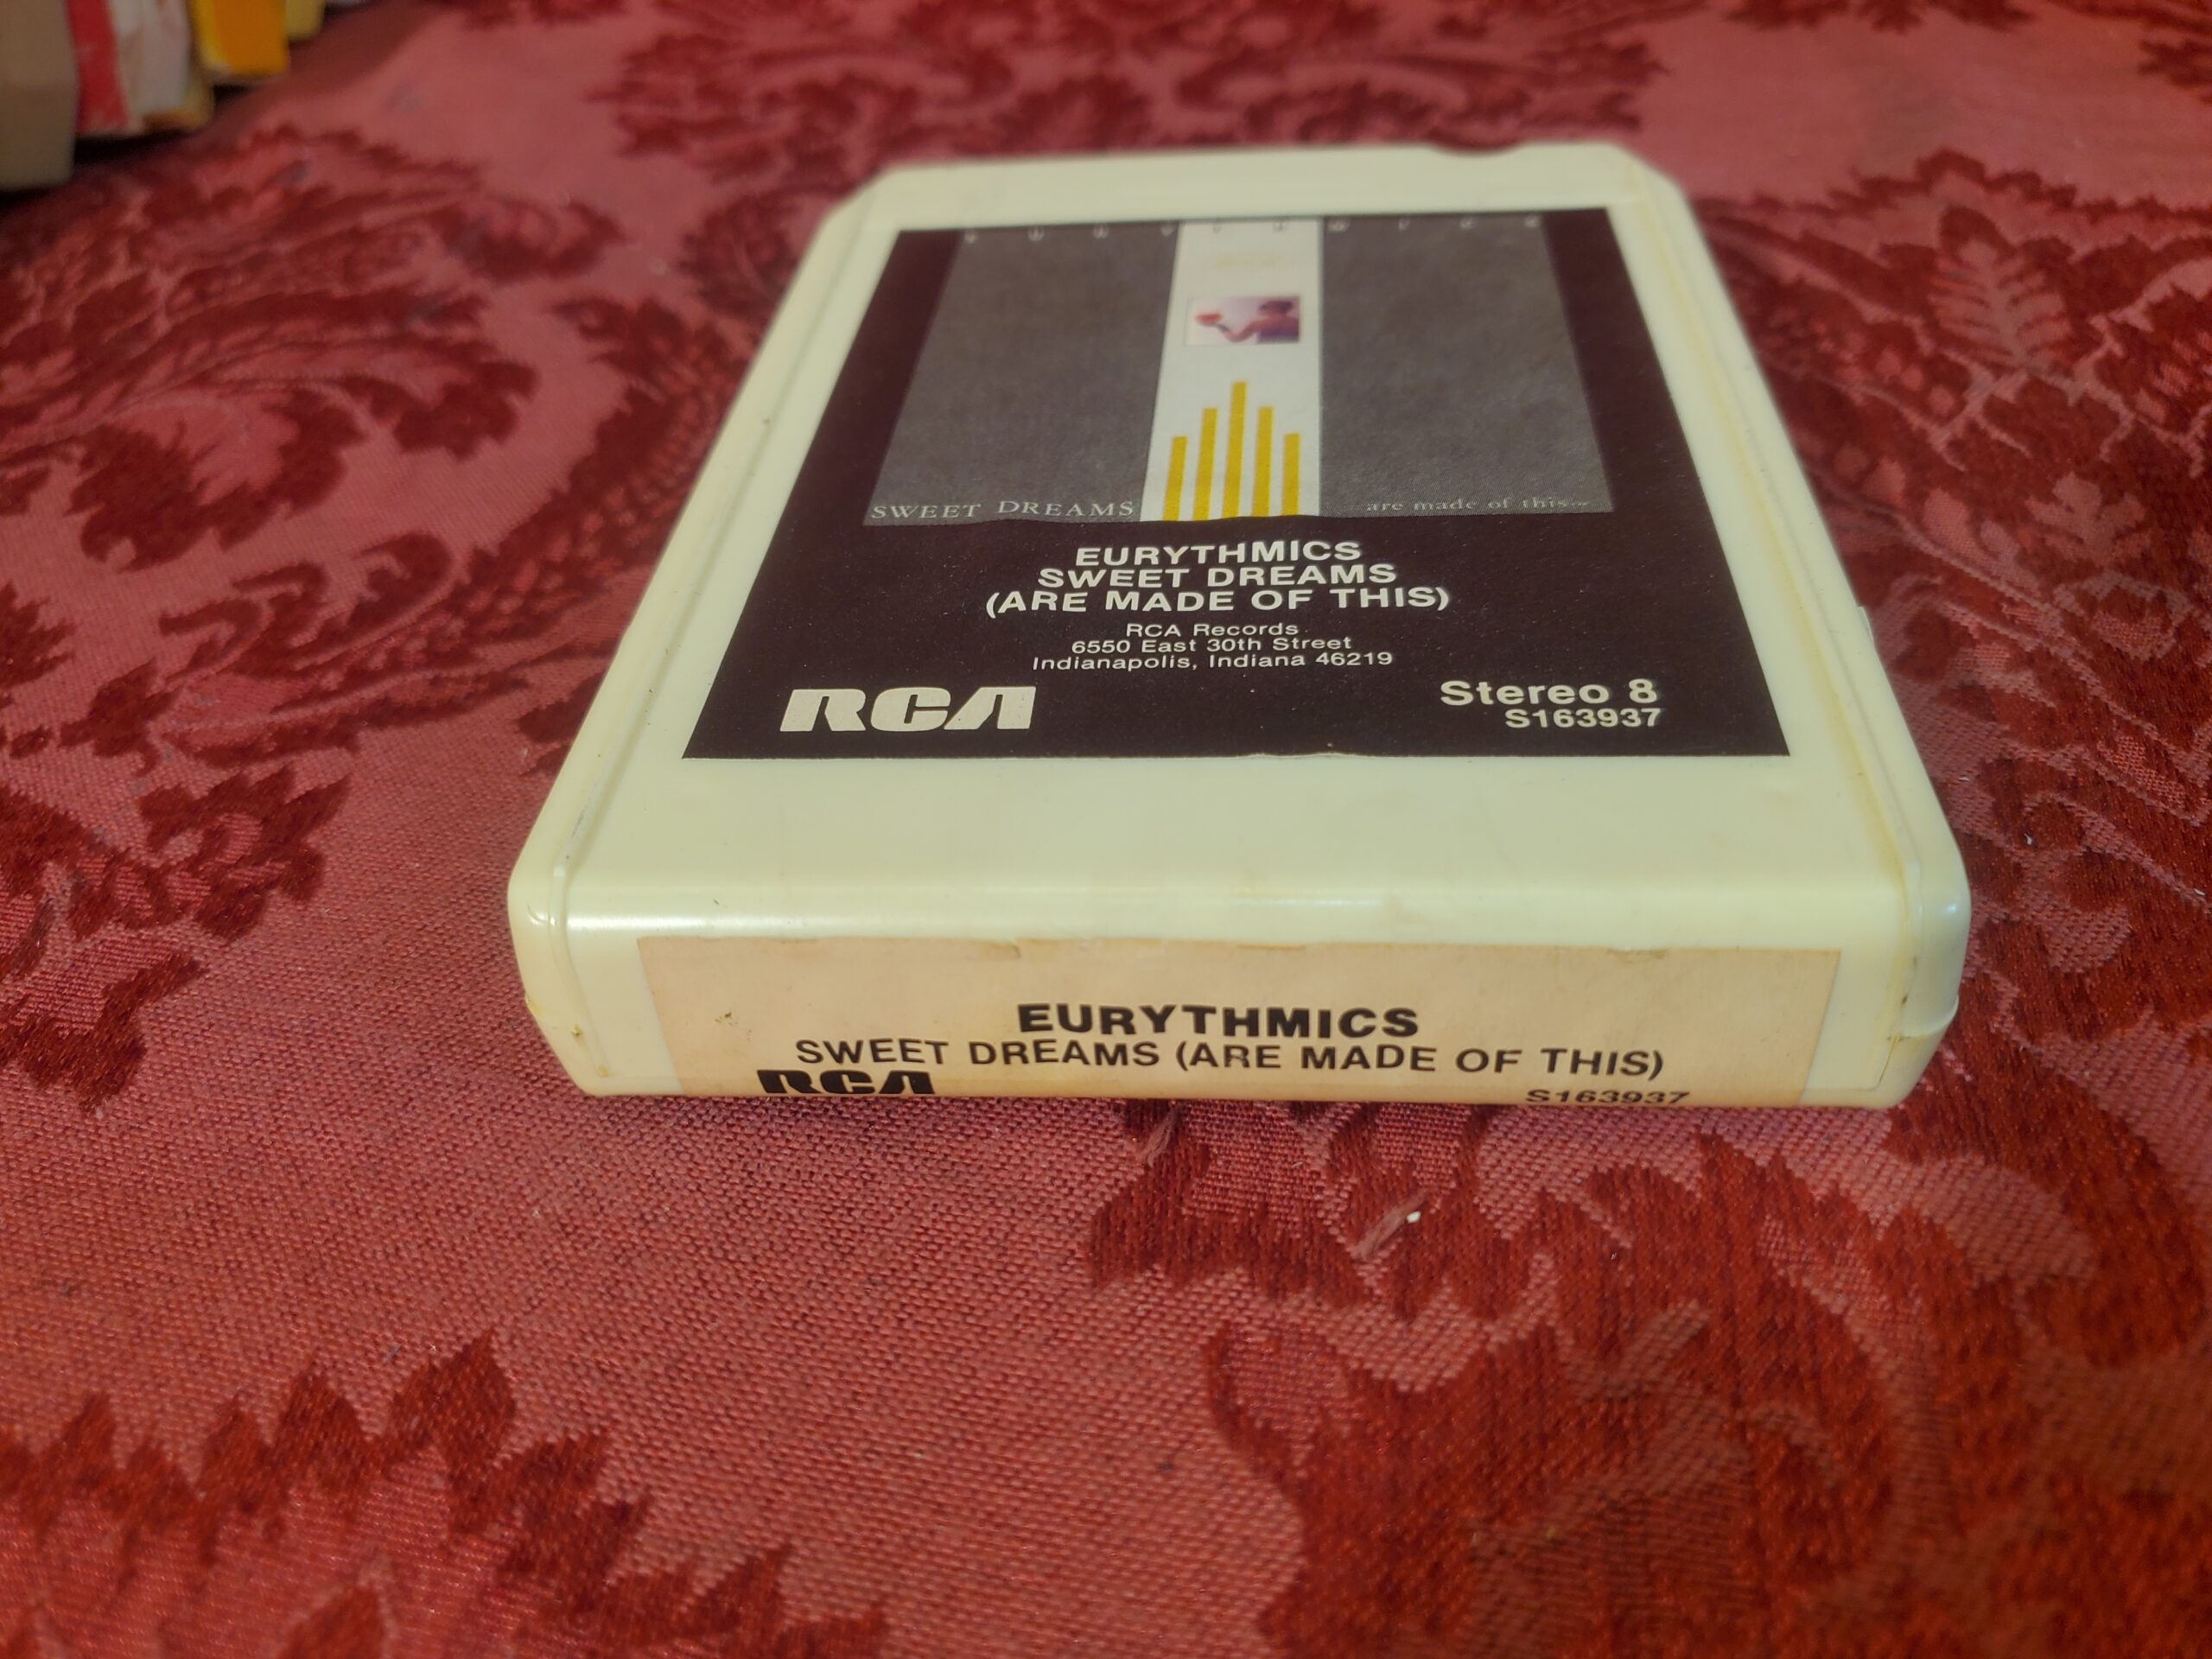 SWEET DREAMS
are made of this...
EURYTHMICS
SWEET DREAMS
(ARE MADE OF THIS)
RCA Records
6550 East 30th Street
Indianapolis, Indiana 46219
RCA
Stereo 8
S163937
EURYTHMICS
SWEET DREAMS (ARE MADE OF THIS)
RCA
S163937